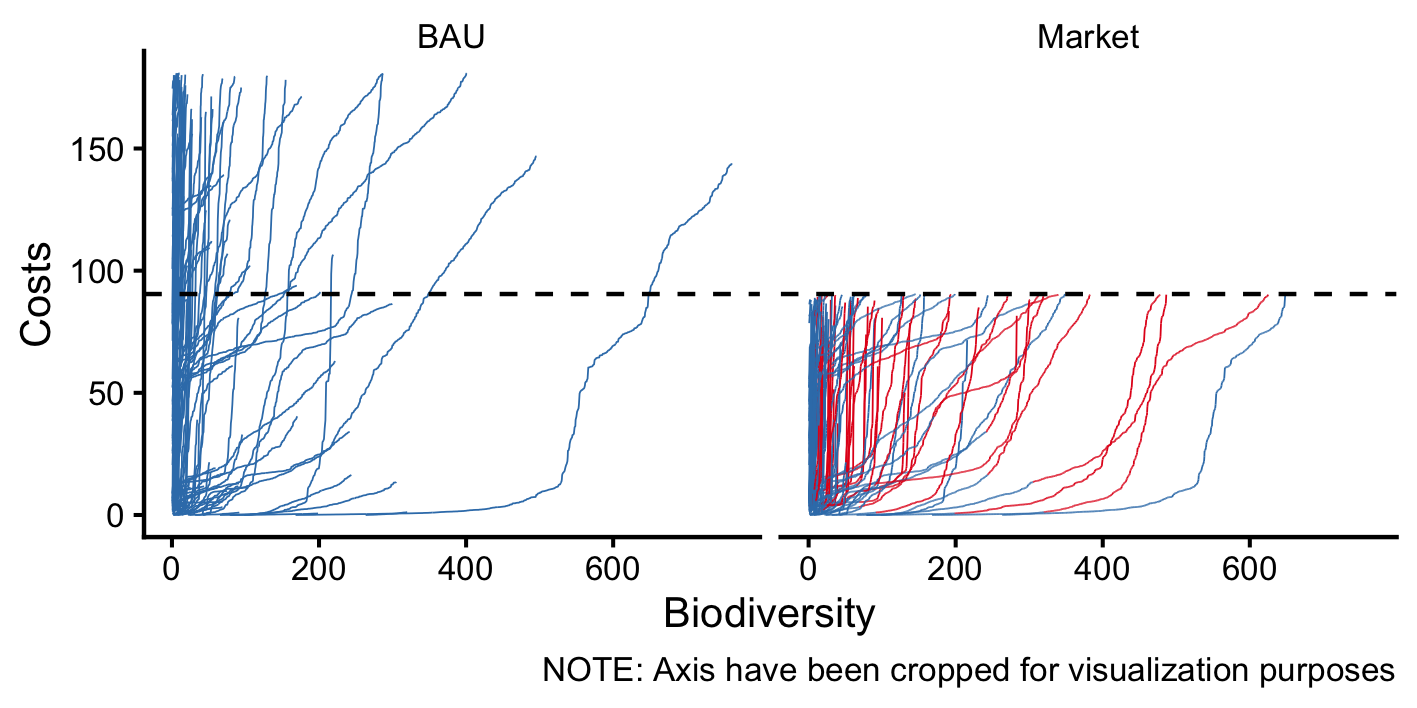 BAU
Market
Costs
150
100
50
0
0 200 400 600
0 200 400 600
Biodiversity
NOTE: Axis have been cropped for visualization purposes